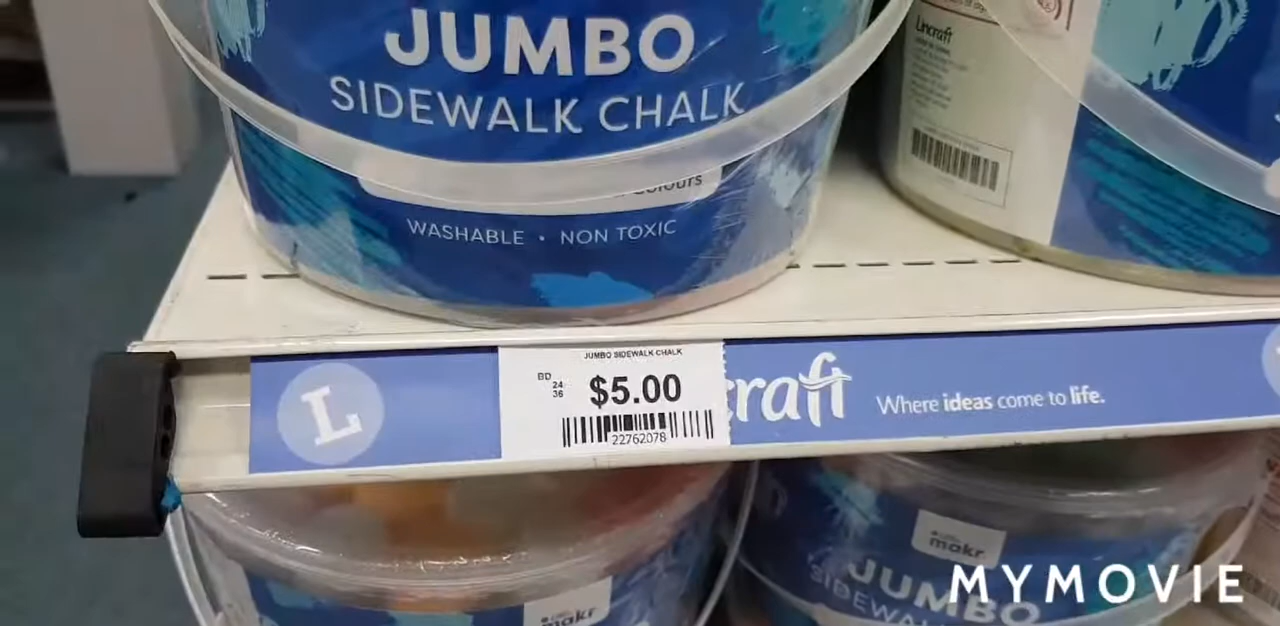 JUMBO
SIDEWALK CHALK
Colours
WASHABLE • NON TOXIC
Lincraft
JUMBO SIDEWALK CHALK
BD
24
36
$5.00
22762078
L
craft
Where ideas come to life.
makr
JUMBO
makr
MYMOVIE